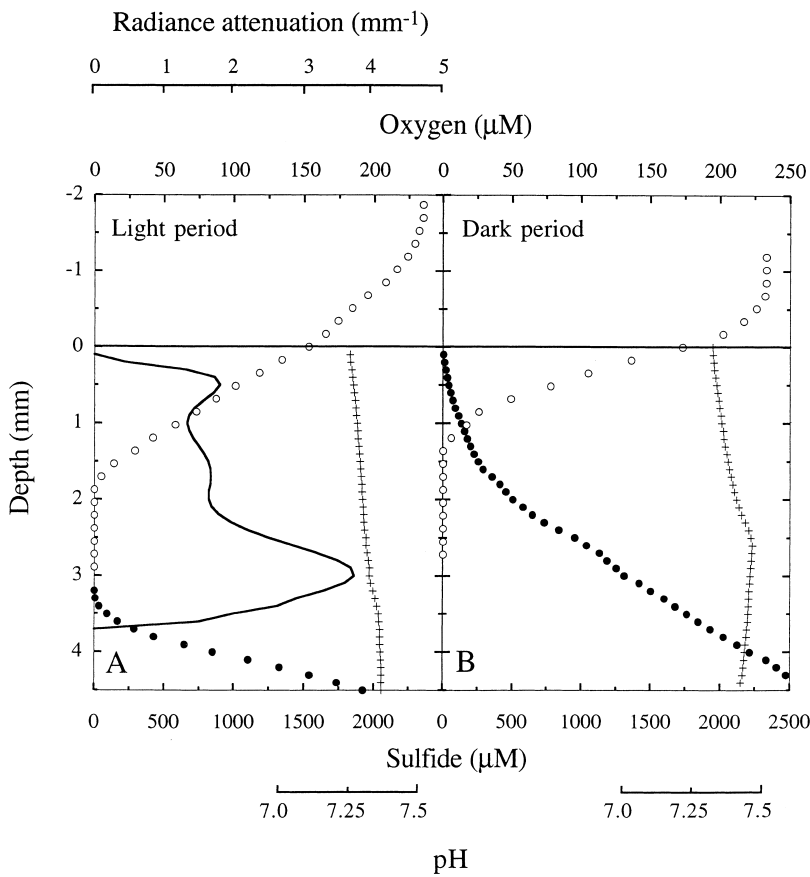 Radiance attenuation (mm-1)
0 1 2 3 4 5
Oxygen (μM)
0 50 100 150 200 0 50 100 150 200 250
-2
Light period Dark period
-1
0
1
Depth (mm)
2
3
4
A B
0 500 1000 1500 2000 0 500 1000 1500 2000 2500
Sulfide (μM)
7.0 7.25 7.5 7.0 7.25 7.5
pH